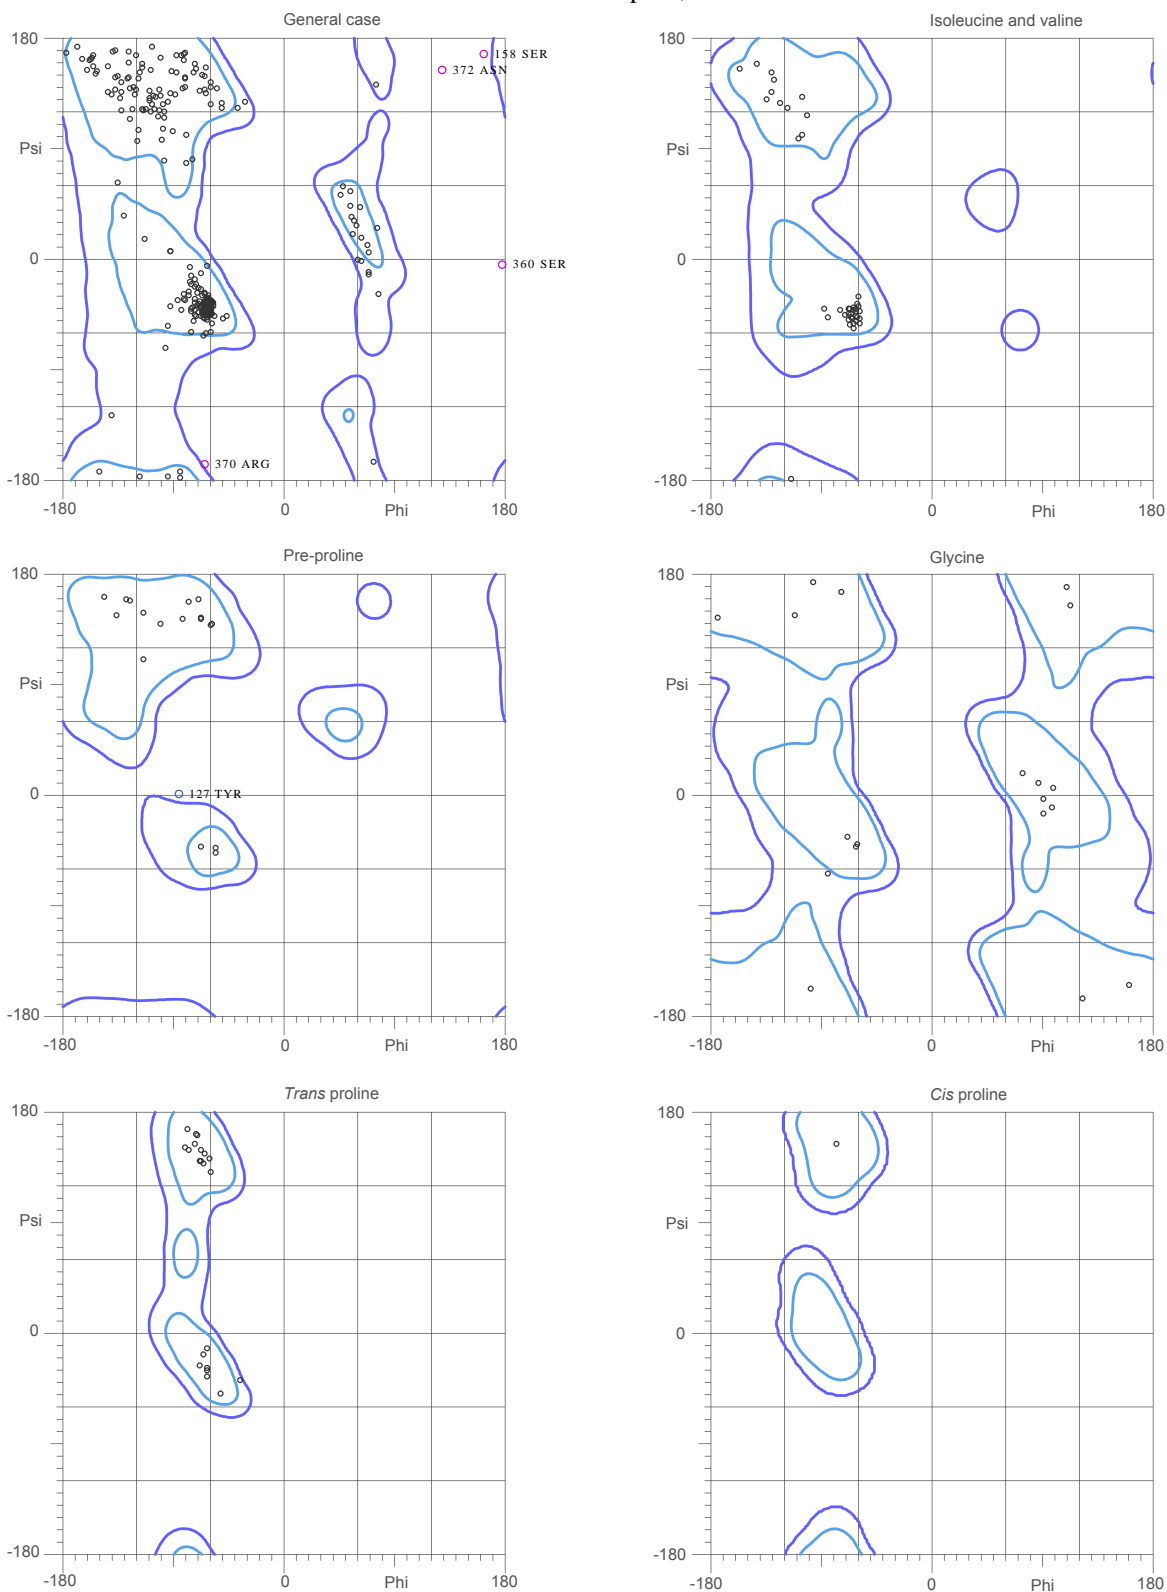 General case
Isoleucine and valine
180
158 SER
372 ASN
Psi
360 SER
0
370 ARG
-180
-180
0
Phi
180
180
Psi
0
-180
-180
0
Phi
180
Pre-proline
Glycine
180
Psi
127 TYR
0
-180
-180
0
Phi
180
180
Psi
0
-180
-180
0
Phi
180
Trans proline
Cis proline
180
Psi
0
-180
-180
0
Phi
180
180
Psi
0
-180
-180
0
Phi
180